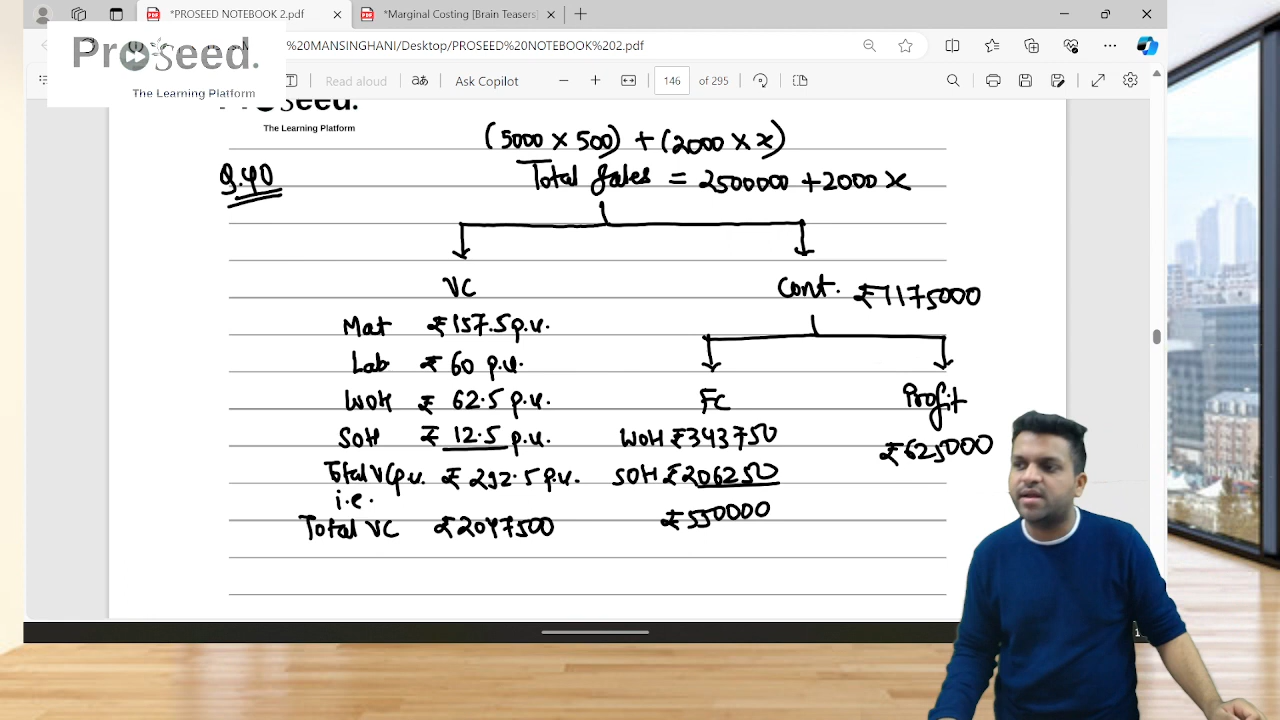 *PROSEED NOTEBOOK 2.pdf
*Marginal Costing [Brain Teasers]
Proseed.
The Learning Platform
%20MANSINGHANI/Desktop/PROSEED%20NOTEBOOK%202.pdf
Read aloud
Ask Copilot
146 of 295
The Learning Platform
(5000 × 500) + (2000 × x)
Q.40
Total Sales = 2500000 + 2000 x
VC
Cont. ₹1175000
Mat ₹157.5 p.u.
Lab ₹ 60 p.u.
WOH ₹ 62.5 p.u.
FC
Profit
SOH ₹ 12.5 p.u.
WOH ₹343750
₹625000
Total VC p.u. ₹ 292.5 p.u.
SOH ₹206250
i.e.
Total VC ₹2047500
₹550000